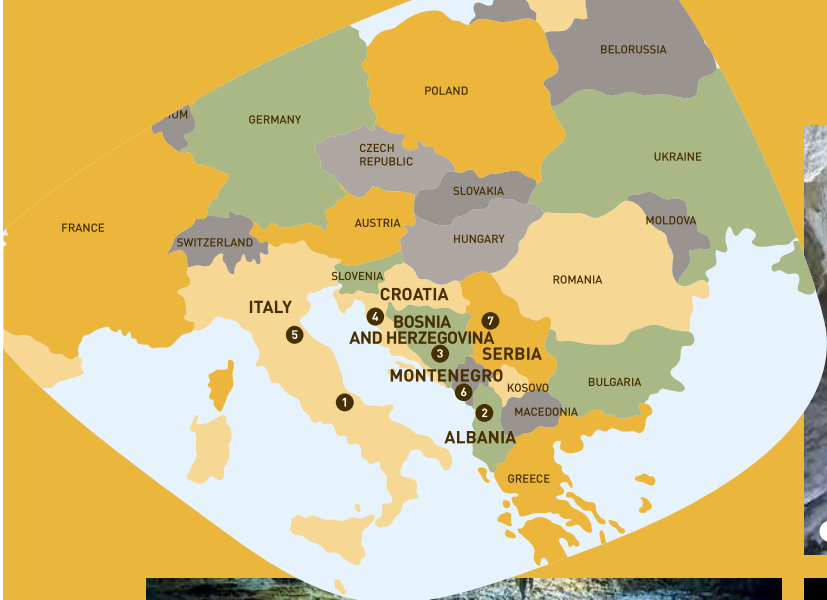 BELORUSSIA
POLAND
IUM
GERMANY
CZECH
REPUBLIC
UKRAINE
SLOVAKIA
MOLDOVA
FRANCE
AUSTRIA
SWITZERLAND
HUNGARY
SLOVENIA
ROMANIA
CROATIA
ITALY
4
7
BOSNIA
5
AND HERZEGOVINA
3
SERBIA
MONTENEGRO
KOSOVO
BULGARIA
6
1
2
MACEDONIA
ALBANIA
GREECE